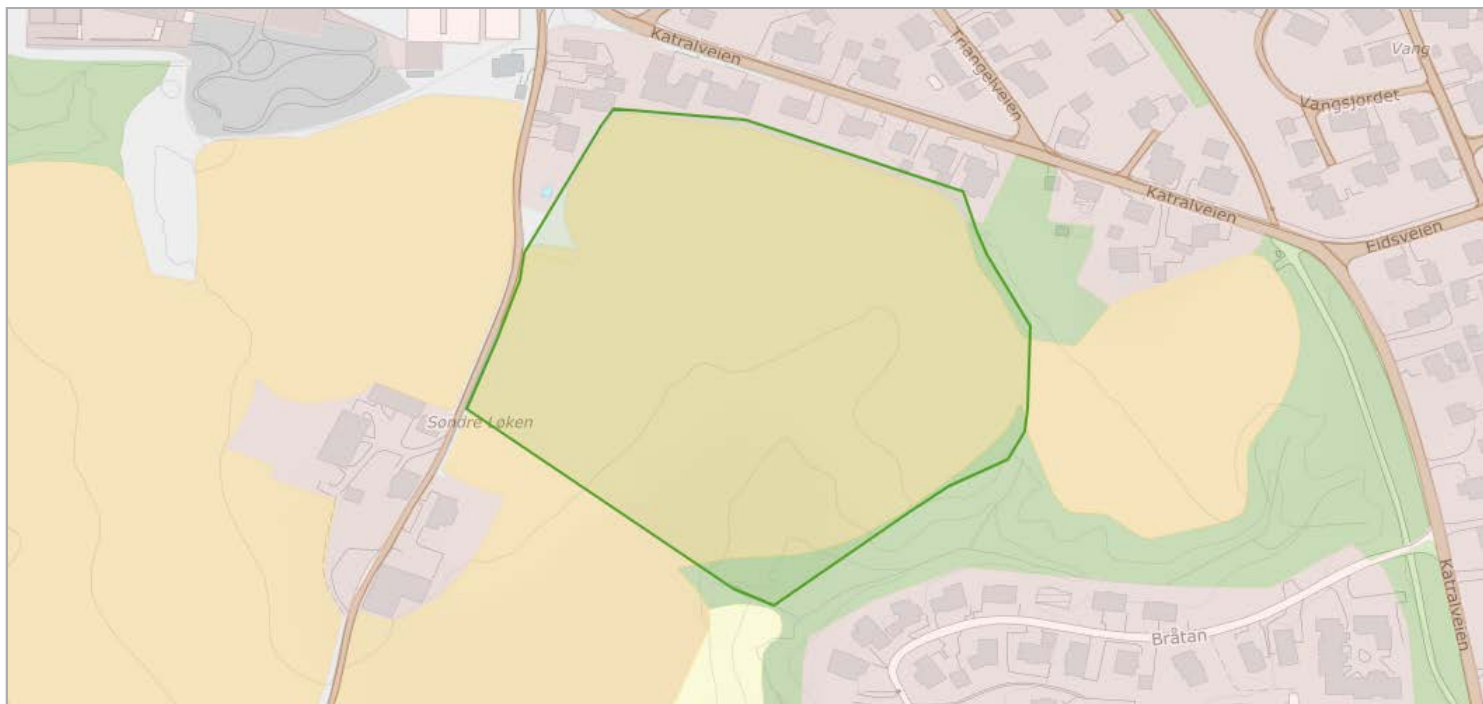 Katralveien
Triangelveien
Vang
Vangsjordet
Katralveien
Eidsveien
Søndre Løken
Katralveien
Bråtan